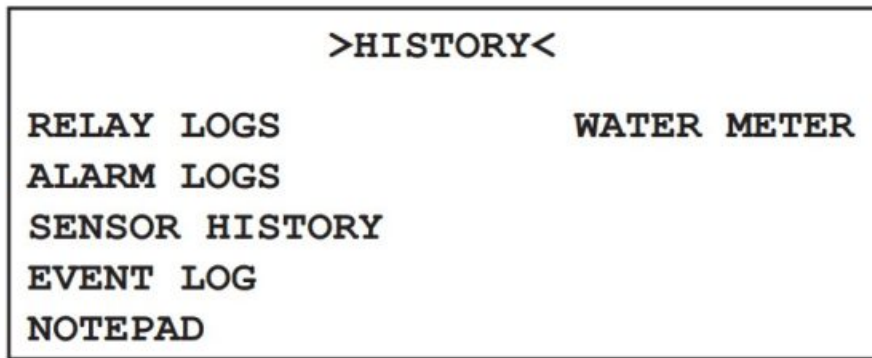 >HISTORY<
RELAY LOGS WATER METER
ALARM LOGS
SENSOR HISTORY
EVENT LOG
NOTEPAD